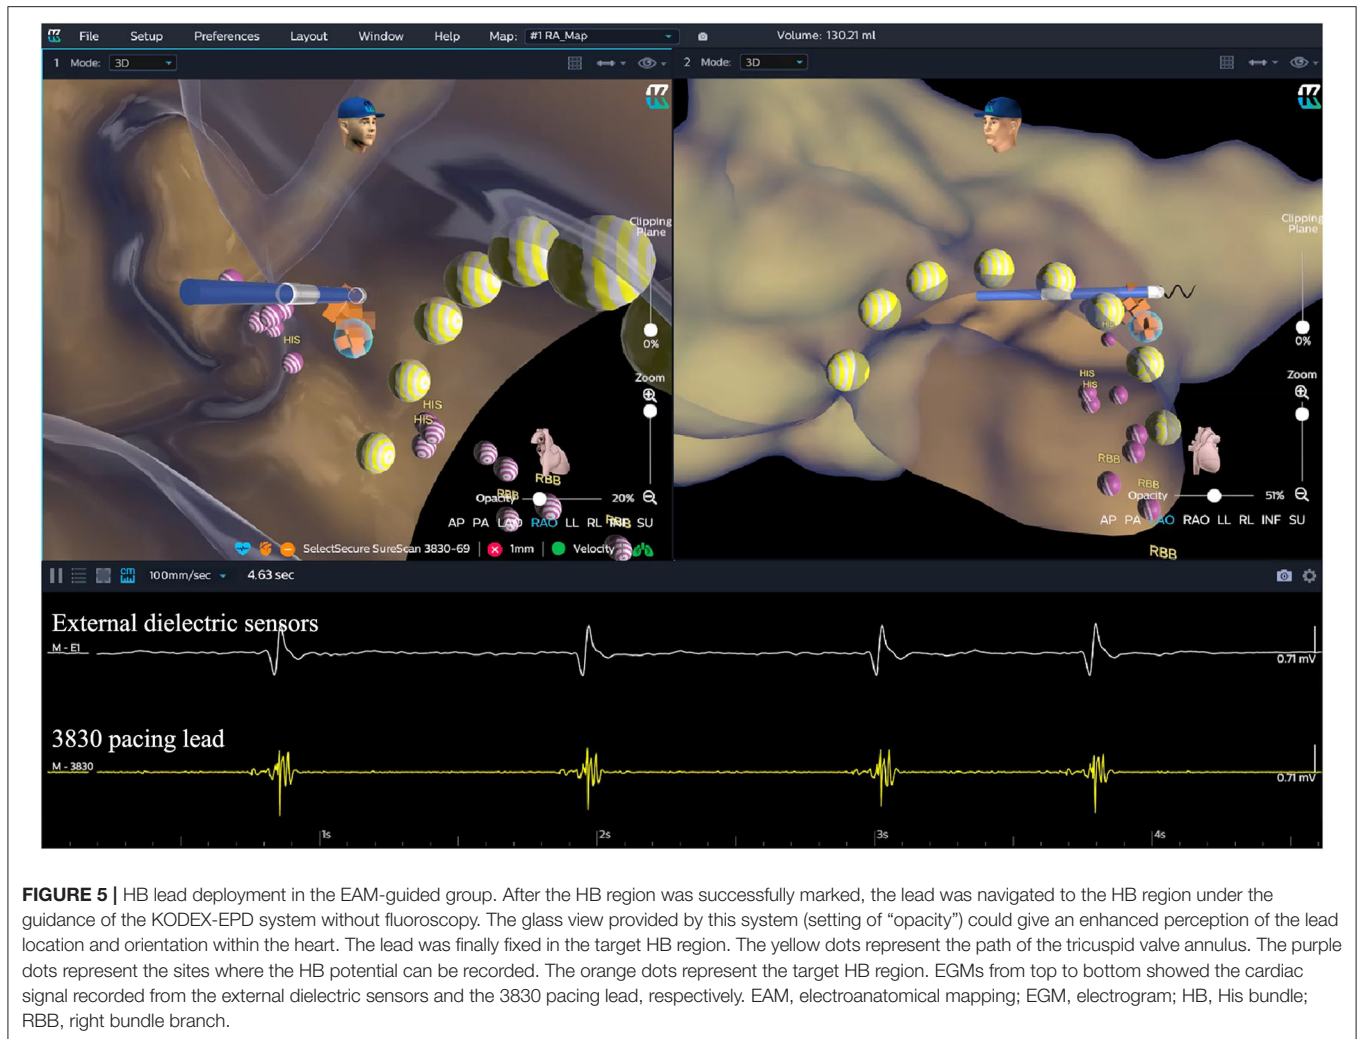 File Setup Preferences Layout Window Help Map: #1 RA_Map Volume: 130.21 ml
1 Mode: 3D
2 Mode: 3D
Clipping
Plane
0%
Zoom
HIS
HIS
HIS
RBB
RBB
RBB
Opacity 20%
AP PA LAO RAO LL RL INF SU
SelectSecure SureScan 3830-69 1mm Velocity
Clipping
Plane
0%
Zoom
HIS
HIS
HIS
RBB
RBB
RBB
Opacity 51%
AP PA LAO RAO LL RL INF SU
100mm/sec 4.63 sec
External dielectric sensors
M - E1
0.71 mV
3830 pacing lead
M - 3830
0.71 mV
1s 2s 3s 4s
FIGURE 5 | HB lead deployment in the EAM-guided group. After the HB region was successfully marked, the lead was navigated to the HB region under the
guidance of the KODEX-EPD system without fluoroscopy. The glass view provided by this system (setting of “opacity”) could give an enhanced perception of the lead
location and orientation within the heart. The lead was finally fixed in the target HB region. The yellow dots represent the path of the tricuspid valve annulus. The purple
dots represent the sites where the HB potential can be recorded. The orange dots represent the target HB region. EGMs from top to bottom showed the cardiac
signal recorded from the external dielectric sensors and the 3830 pacing lead, respectively. EAM, electroanatomical mapping; EGM, electrogram; HB, His bundle;
RBB, right bundle branch.